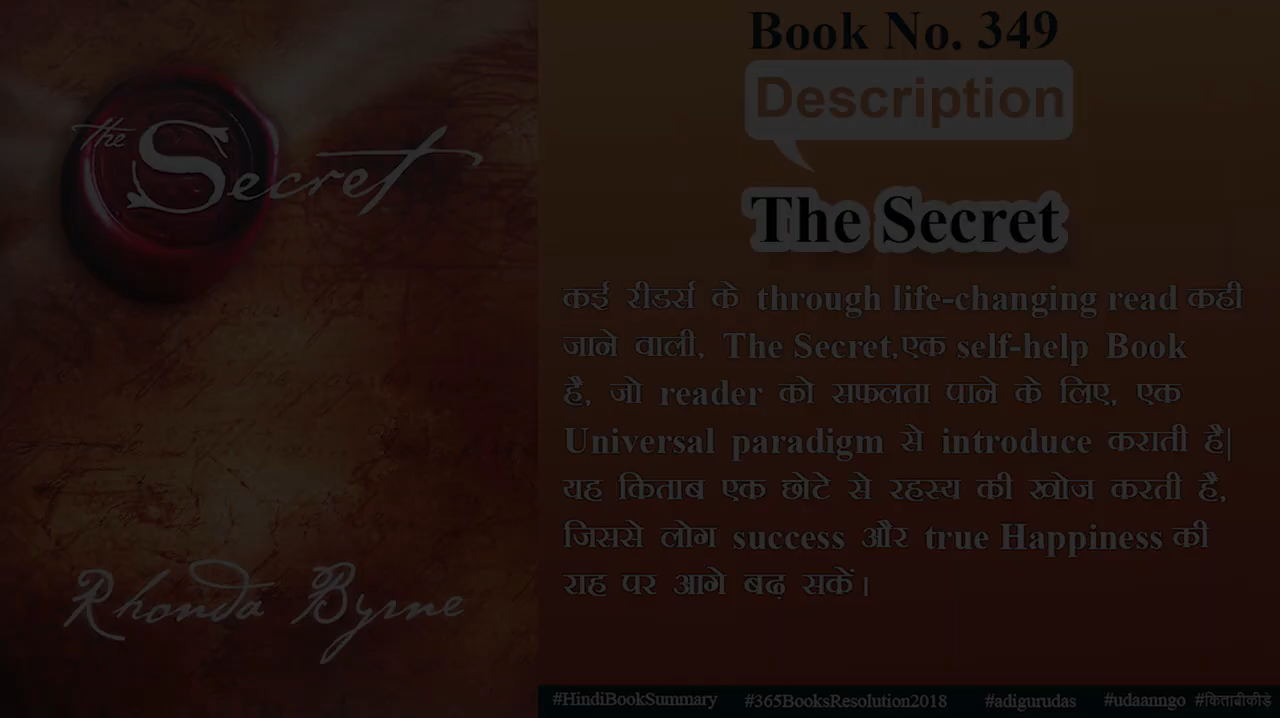 the Secret
Rhonda Byrne
Book No. 349
Description
The Secret
कई रीडर्स के through life-changing read कही
जाने वाली, The Secret,एक self-help Book
है, जो reader को सफलता पाने के लिए, एक
Universal paradigm से introduce कराती है|
यह किताब एक छोटे से रहस्य की खोज करती है,
जिससे लोग success और true Happiness की
राह पर आगे बढ़ सकें।
#HindiBookSummary #365BooksResolution2018 #adigurudas #udaanngo #किताबीकीड़े